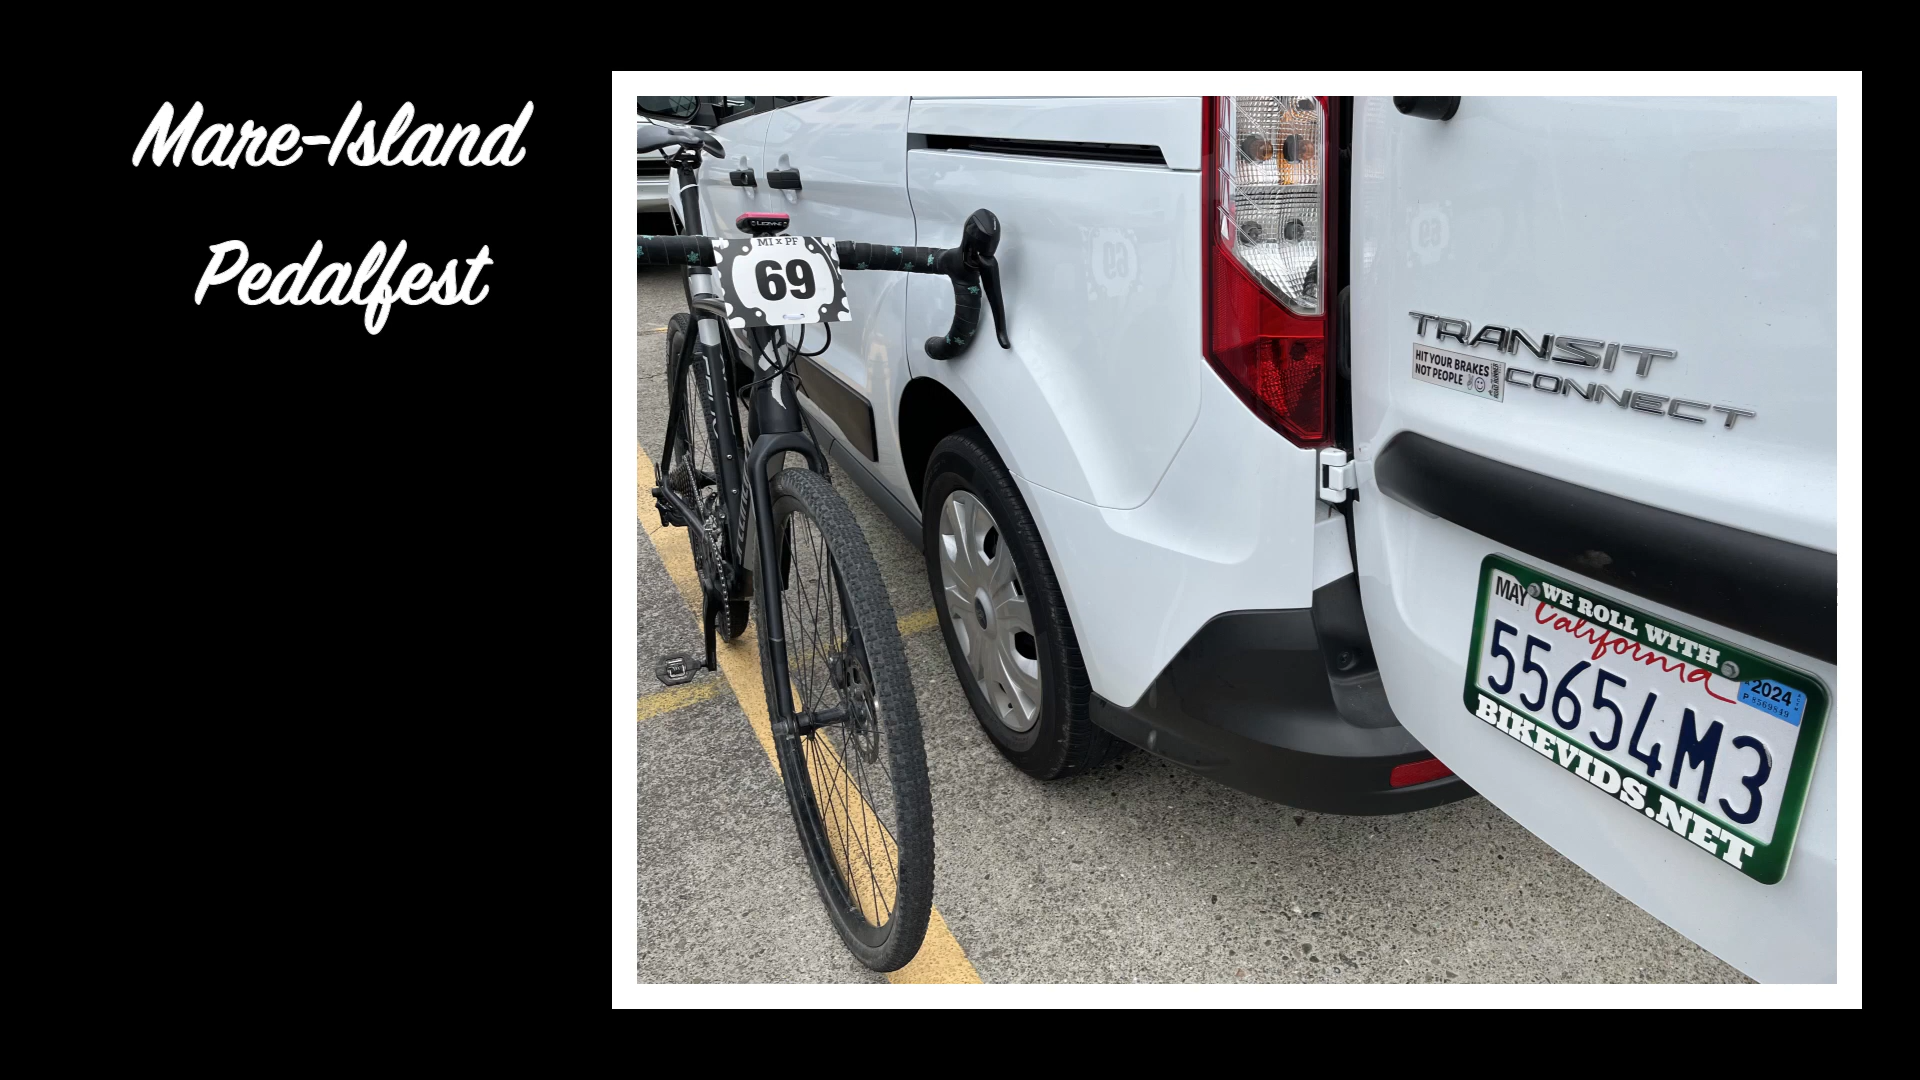 Mare-Island
Pedalfest
MI x PF
69
TRANSIT
CONNECT
HIT YOUR BRAKES
NOT PEOPLE
MAY
WE ROLL WITH
California
2024
55654M3
BIKEVIDS.NET